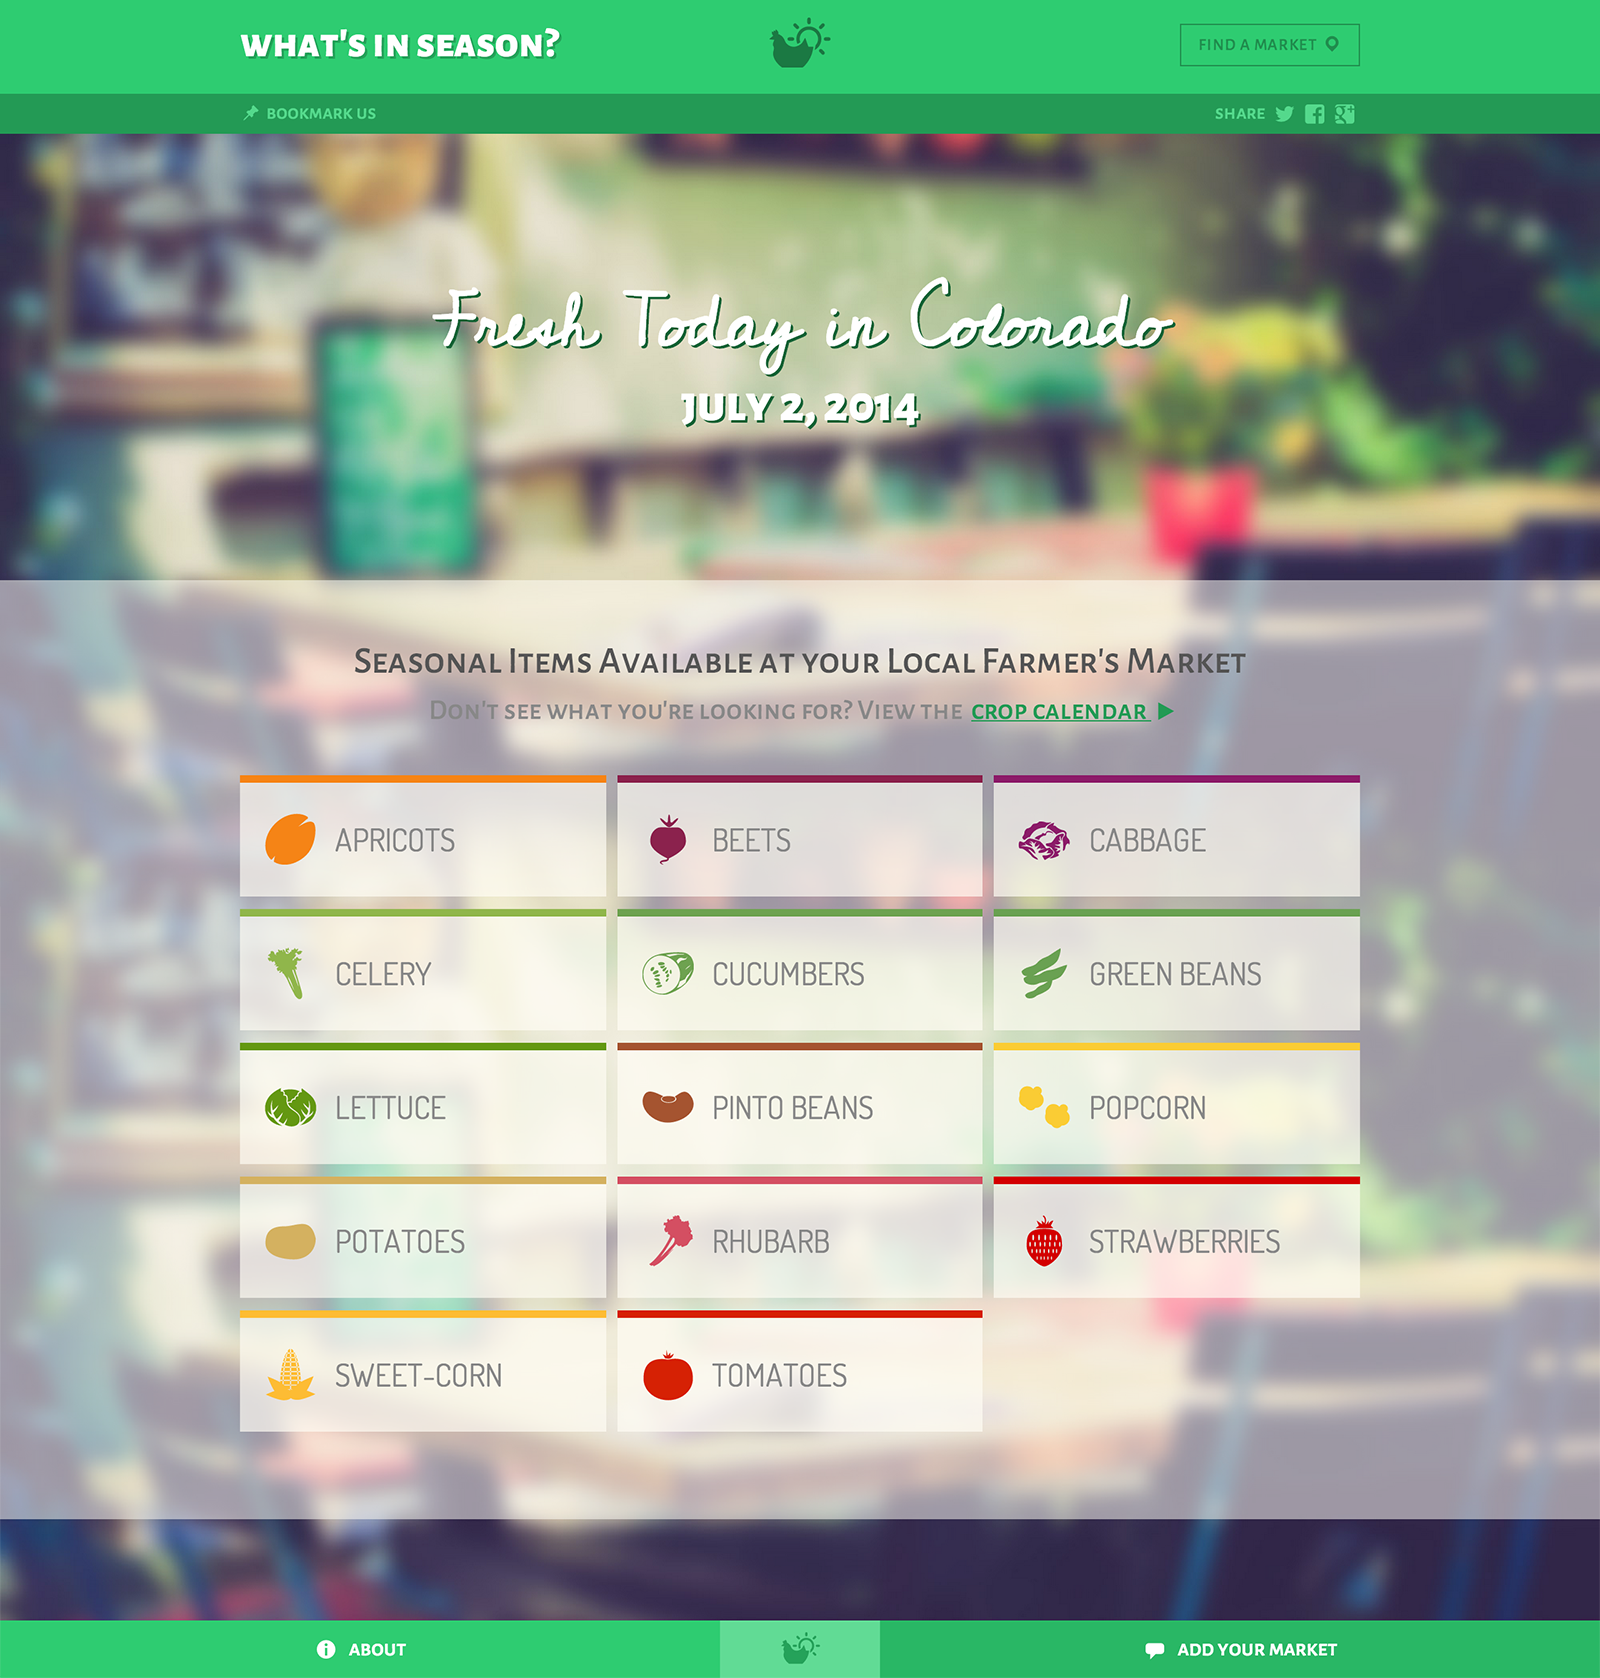 WHAT'S IN SEASON?
FIND A MARKET
BOOKMARK US
SHARE
Fresh Today in Colorado
JULY 2, 2014
Seasonal Items Available at your Local Farmer's Market
Don't see what you're looking for? View the crop calendar
APRICOTS
BEETS
CABBAGE
CELERY
CUCUMBERS
GREEN BEANS
LETTUCE
PINTO BEANS
POPCORN
POTATOES
RHUBARB
STRAWBERRIES
SWEET-CORN
TOMATOES
ABOUT
ADD YOUR MARKET